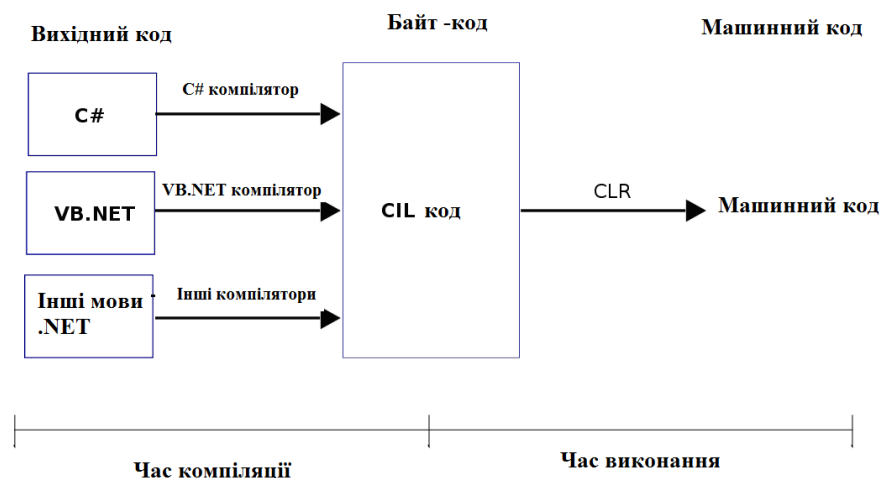 Вихідний код
Байт -код
Машинний код
C#
C# компілятор
VB.NET
VB.NET компілятор
CIL код
CLR
Машинний код
Інші мови
.NET
Інші компілятори
Час компіляції
Час виконання